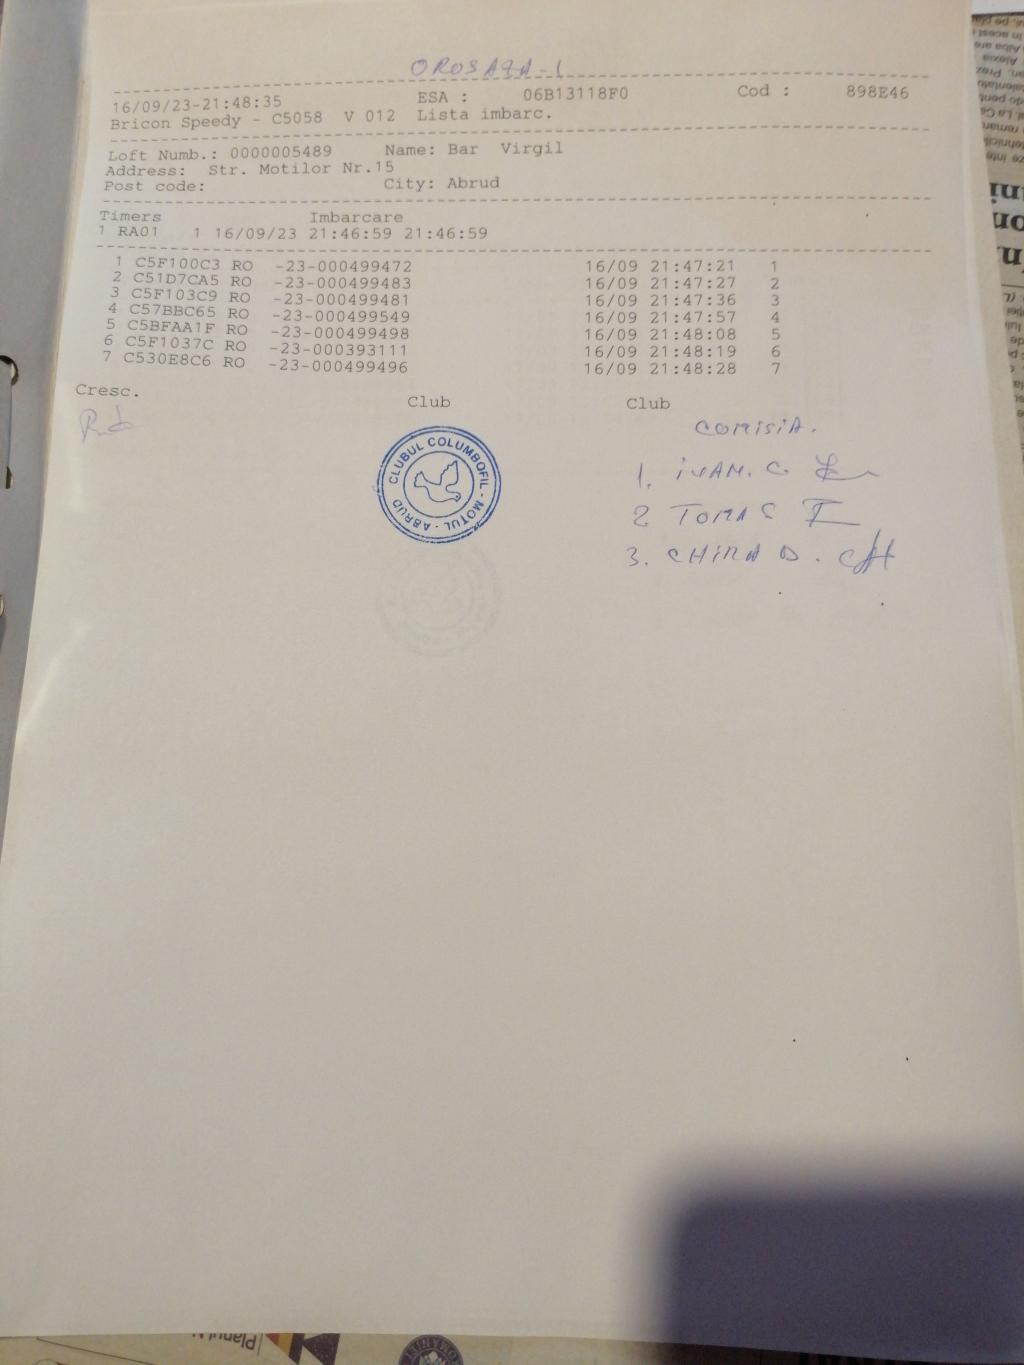 OROSAZA-1
16/09/23-21:48:35 ESA : 06B13118F0 Cod : 898E46
Bricon Speedy - C5058 V 012 Lista imbarc.
Loft Numb.: 0000005489 Name: Bar Virgil
Address: Str. Motilor Nr.15
Post code: City: Abrud
Timers Imbarcare
1 RA01 1 16/09/23 21:46:59 21:46:59
1 C5F100C3 RO -23-000499472 16/09 21:47:21 1
2 C51D7CA5 RO -23-000499483 16/09 21:47:27 2
3 C5F103C9 RO -23-000499481 16/09 21:47:36 3
4 C57BBC65 RO -23-000499549 16/09 21:47:57 4
5 C5BFAA1F RO -23-000499498 16/09 21:48:08 5
6 C5F1037C RO -23-000393111 16/09 21:48:19 6
7 C530E8C6 RO -23-000499496 16/09 21:48:28 7
Cresc. Club Club
COMISIA.
1. IVAN. C
2 TOMA S
3. CHIRA D.
CLUBUL COLUMBOFIL - MOTUL - ABRUD
Planul